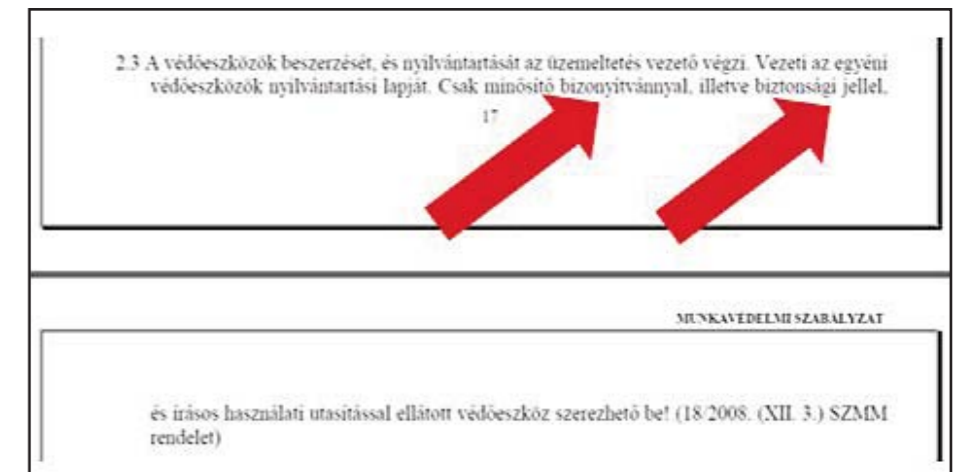 2.3 A védőeszközök beszerzését, és nyilvántartását az üzemeltetés vezető végzi. Vezeti az egyéni
védőeszközök nyilvántartási lapját. Csak minősítő bizonyítvánnyal, illetve biztonsági jellel,
17
MUNKAVÉDELMI SZABÁLYZAT
és írásos használati utasítással ellátott védőeszköz szerezhető be! (18/2008. (XII. 3.) SZMM
rendelet)